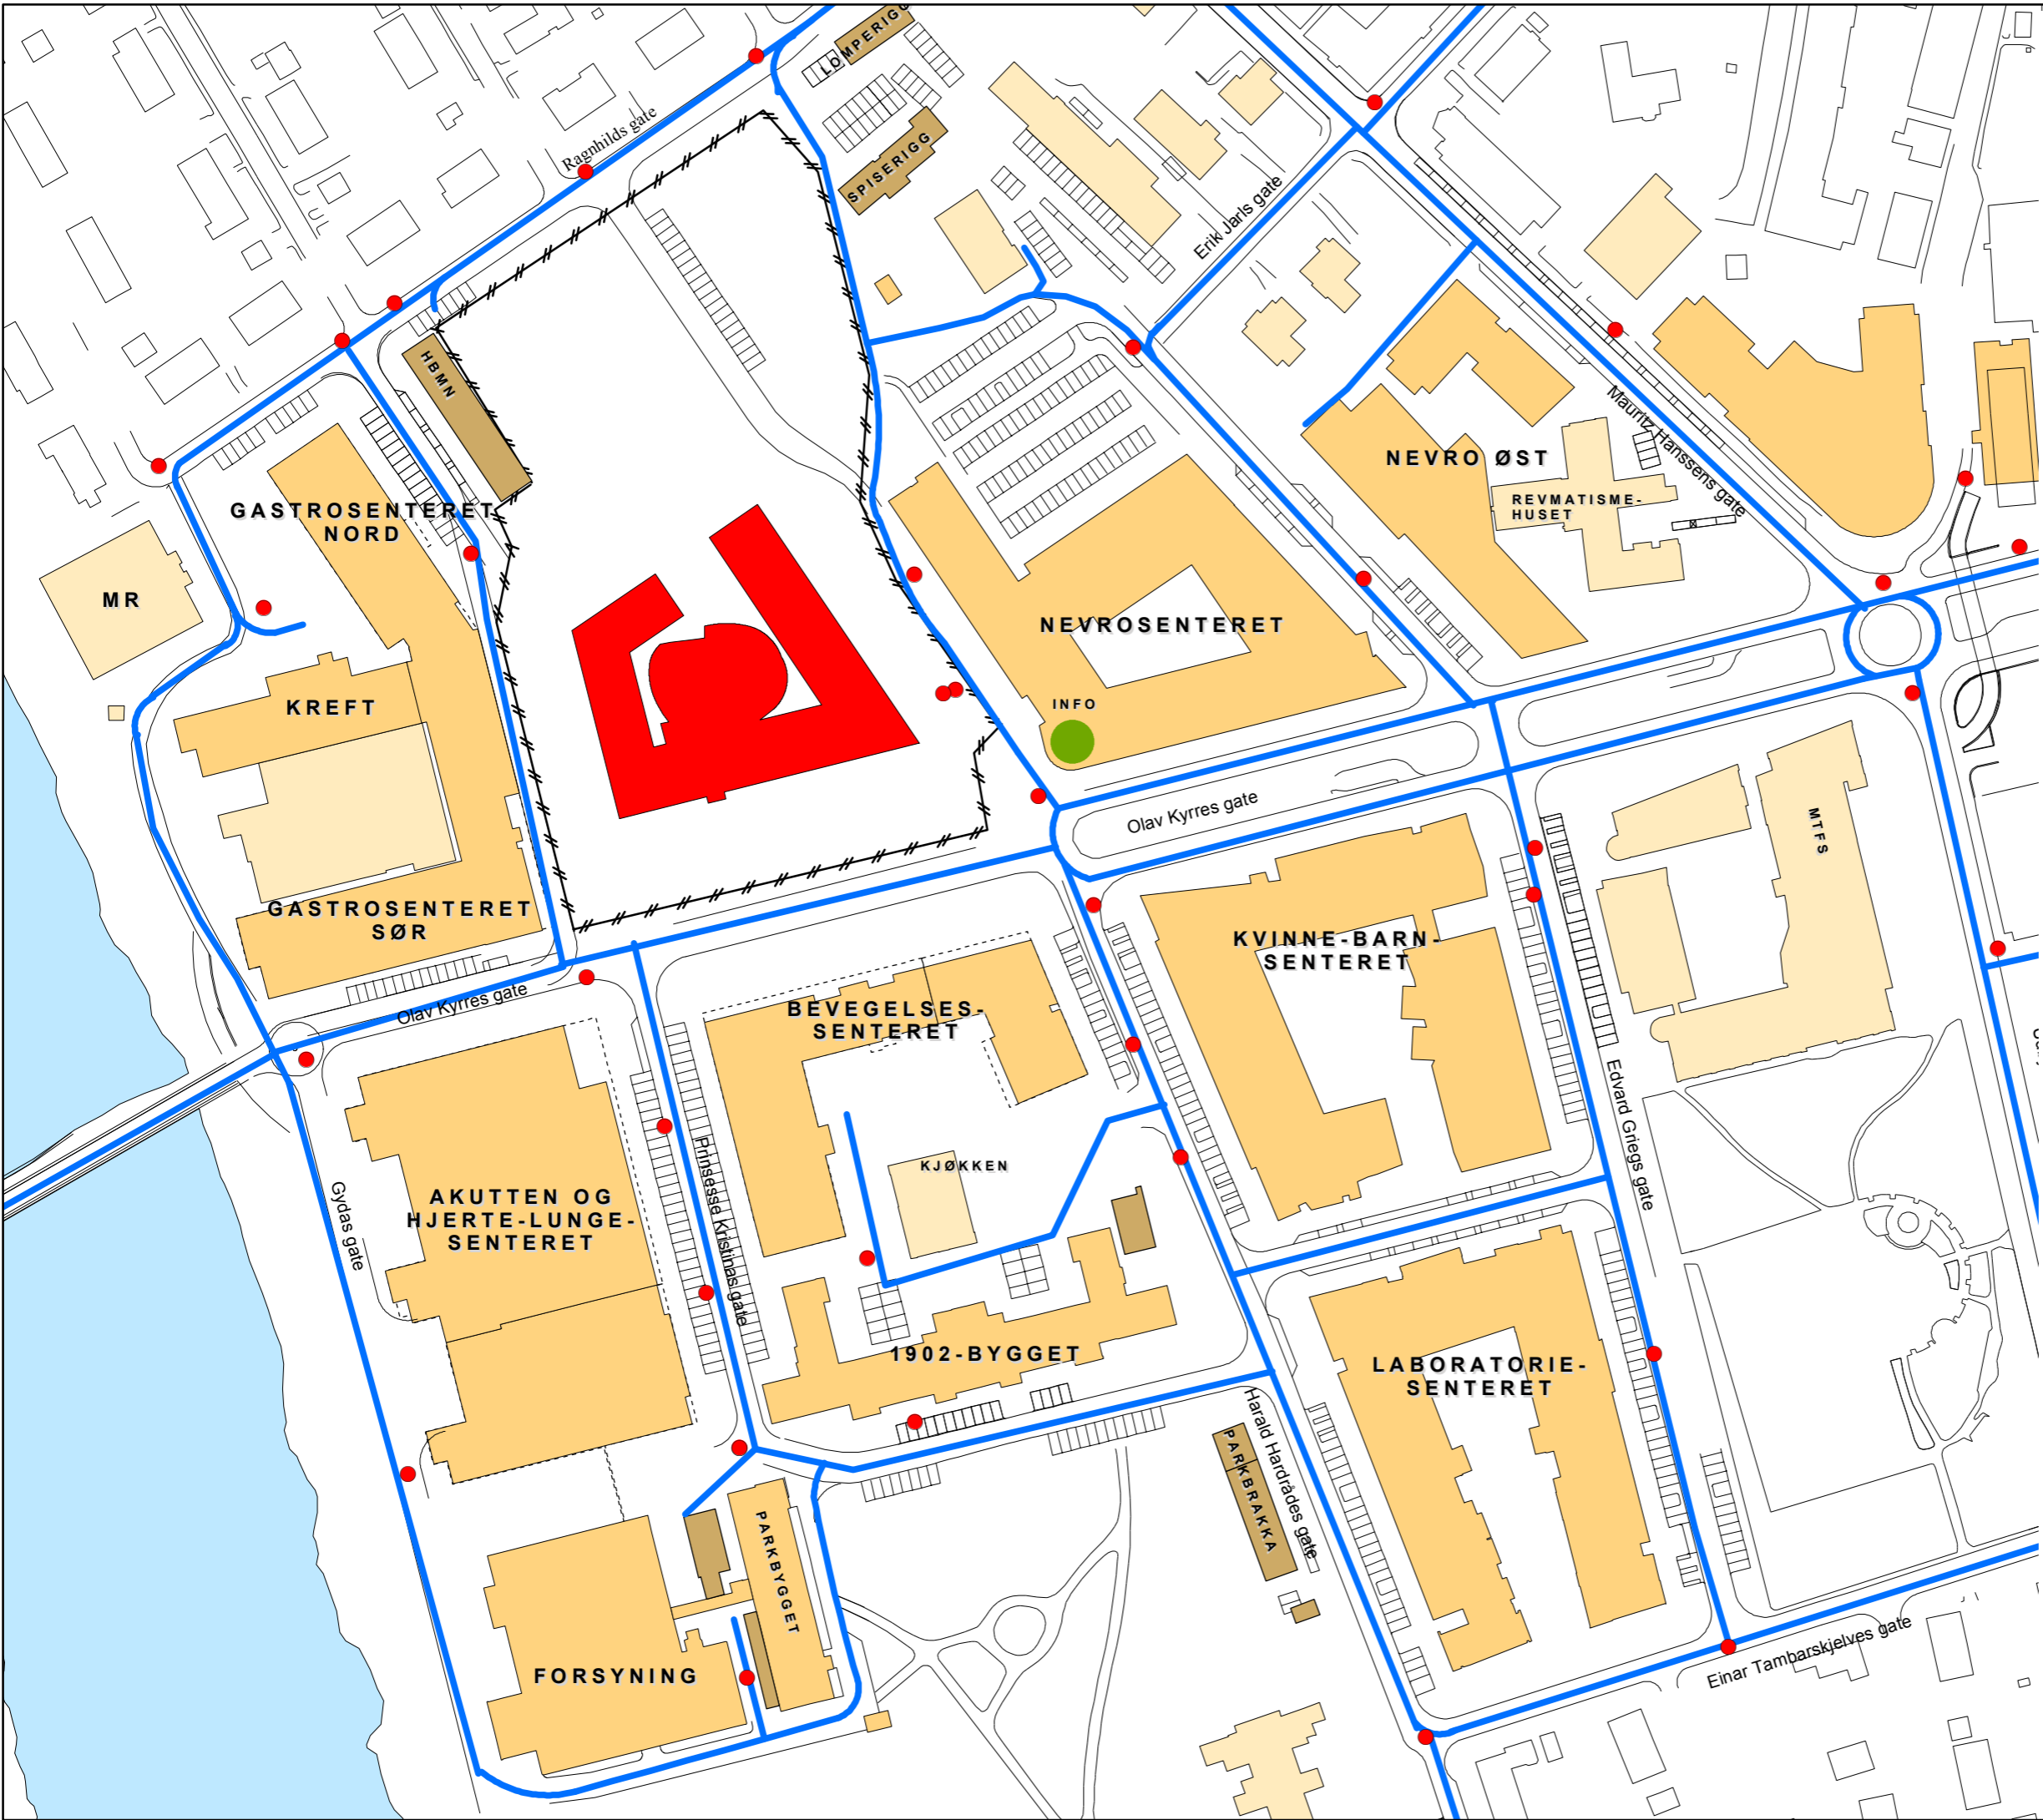 LOMPERIGG
Ragnhilds gate
SPISERIGG
Erik Jarls gate
HBMN
Mauritz Hanssens gate
NEVRO ØST
REVMATISME-
HUSET
GASTROSENTERET
NORD
MR
NEVROSENTERET
KREFT
INFO
Olav Kyrres gate
MTFS
GASTROSENTERET
SØR
KVINNE-BARN-
SENTERET
Olav Kyrres gate
BEVEGELSES-
SENTERET
Edvard Griegs gate
KJØKKEN
Prinsesse Kristinas gate
Gydas gate
AKUTTEN OG
HJERTE-LUNGE-
SENTERET
1902-BYGGET
LABORATORIE-
SENTERET
Harald Hardrådes gate
PARKBRAKKA
PARKBYGGET
FORSYNING
Einar Tambarskjelves gate